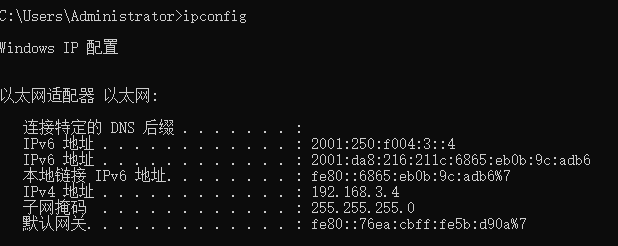 C:\Users\Administrator>ipconfig
Windows IP 配置
以太网适配器 以太网:
连接特定的 DNS 后缀 . . . . . . . :
IPv6 地址 . . . . . . . . . . . . : 2001:250:f004:3::4
IPv6 地址 . . . . . . . . . . . . : 2001:da8:216:211c:6865:eb0b:9c:adb6
本地链接 IPv6 地址. . . . . . . . : fe80::6865:eb0b:9c:adb6%7
IPv4 地址 . . . . . . . . . . . . : 192.168.3.4
子网掩码 . . . . . . . . . . . . : 255.255.255.0
默认网关. . . . . . . . . . . . . : fe80::76ea:cbff:fe5b:d90a%7